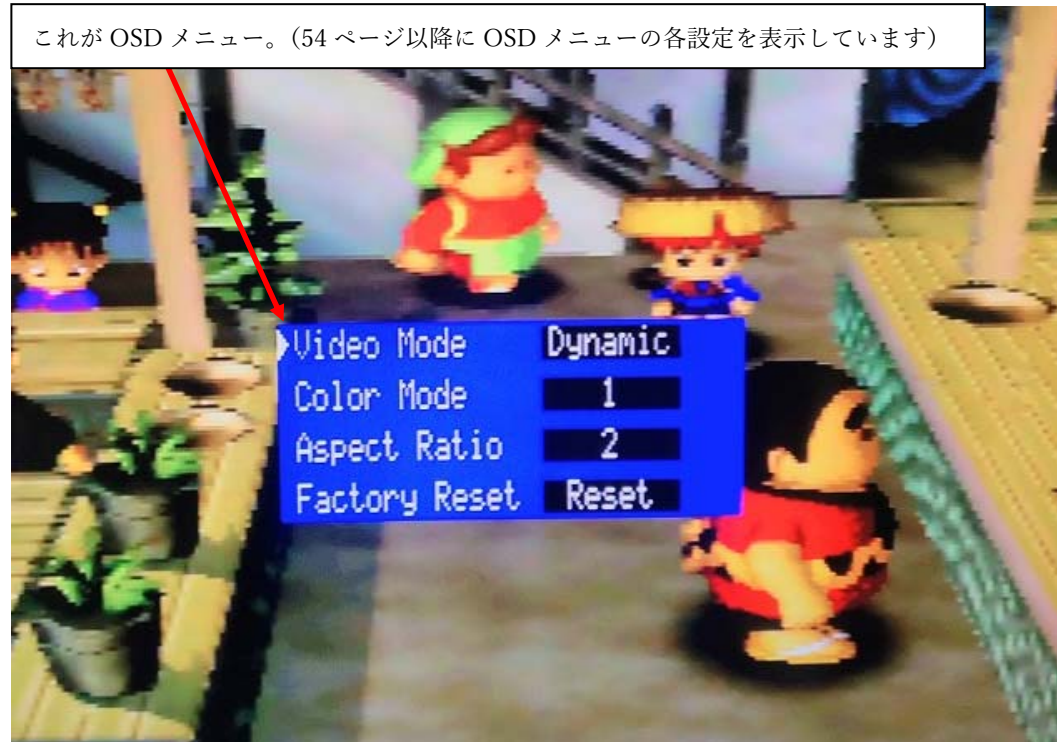 これが OSD メニュー。（54 ページ以降に OSD メニューの各設定を表示しています）
Video Mode Dynamic
Color Mode 1
Aspect Ratio 2
Factory Reset Reset